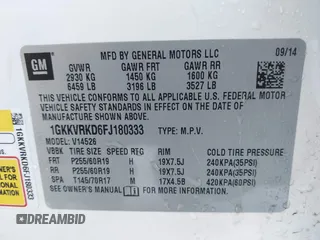 GM
MFD BY GENERAL MOTORS LLC
09/14
GVWR GAWR FRT GAWR RR
2930 KG 1450 KG 1600 KG
6459 LB 3196 LB 3527 LB
THIS VEHICLE CONFORMS TO ALL APPLICABLE U.S. FEDERAL MOTOR
VEHICLE SAFETY STANDARDS IN EFFECT ON THE DATE OF
MANUFACTURE SHOWN ABOVE.
1GKKVRKD6FJ180333 TYPE: M.P.V.
MODEL: V14526
VBBK TIRE SIZE RIM COLD TIRE PRESSURE
FRT P255/60R19 19X7.5J 240KPA(35PSI)
RR P255/60R19 19X7.5J 240KPA(35PSI)
SPA T145/70R17 17X4.5B 420KPA(60PSI)
SEE OWNER'S MANUAL
1GKKVRKD6FJ180333
DREAMBID